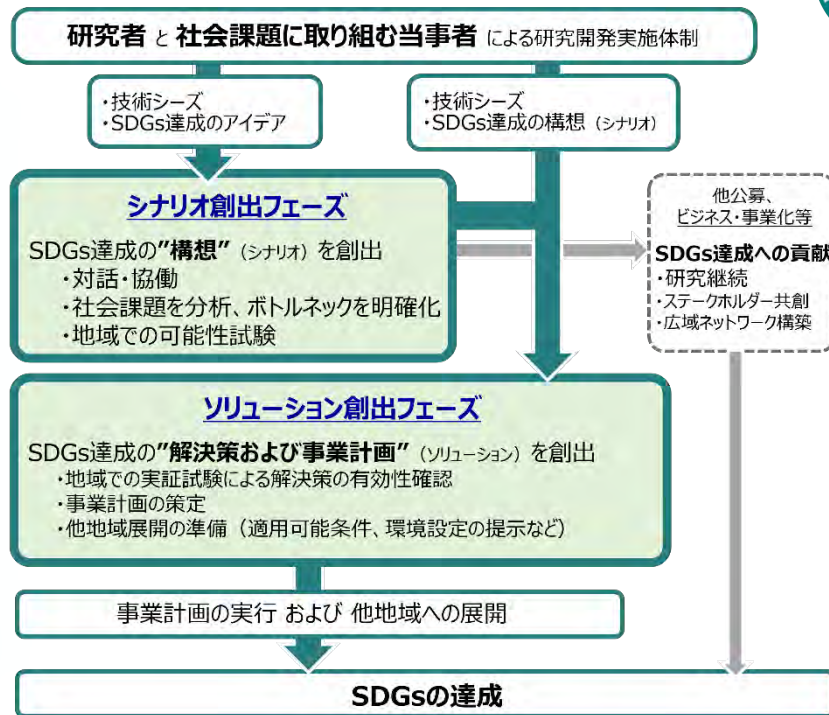 研究者 と 社会課題に取り組む当事者 による研究開発実施体制
・技術シーズ
・SDGs達成のアイデア
・技術シーズ
・SDGs達成の構想（シナリオ）
シナリオ創出フェーズ
SDGs達成の”構想”（シナリオ）を創出
・対話・協働
・社会課題を分析、ボトルネックを明確化
・地域での可能性試験
他公募、
ビジネス・事業化等
SDGs達成への貢献
・研究継続
・ステークホルダー共創
・広域ネットワーク構築
ソリューション創出フェーズ
SDGs達成の”解決策および事業計画”（ソリューション）を創出
・地域での実証試験による解決策の有効性確認
・事業計画の策定
・他地域展開の準備（適用可能条件、環境設定の提示など）
事業計画の実行 および 他地域への展開
SDGsの達成